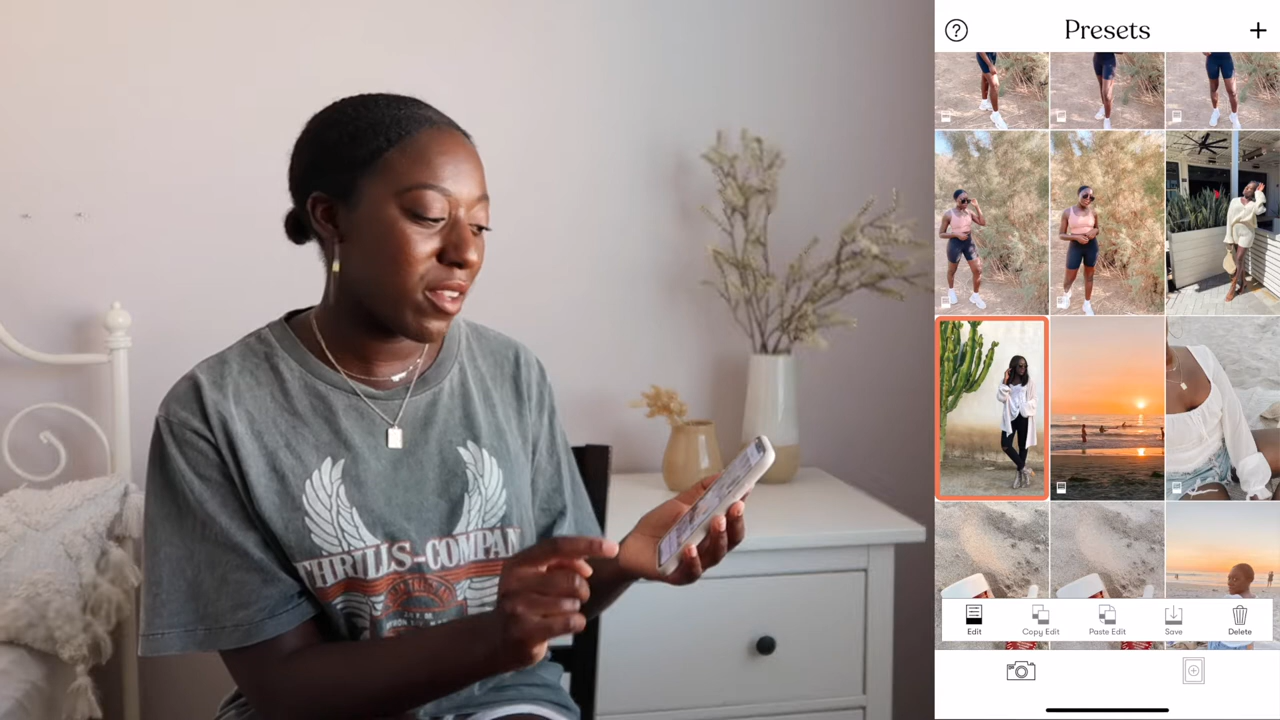 ?
Presets
+
THRILLS-COMPAN
Edit
Copy Edit
Paste Edit
Save
Delete